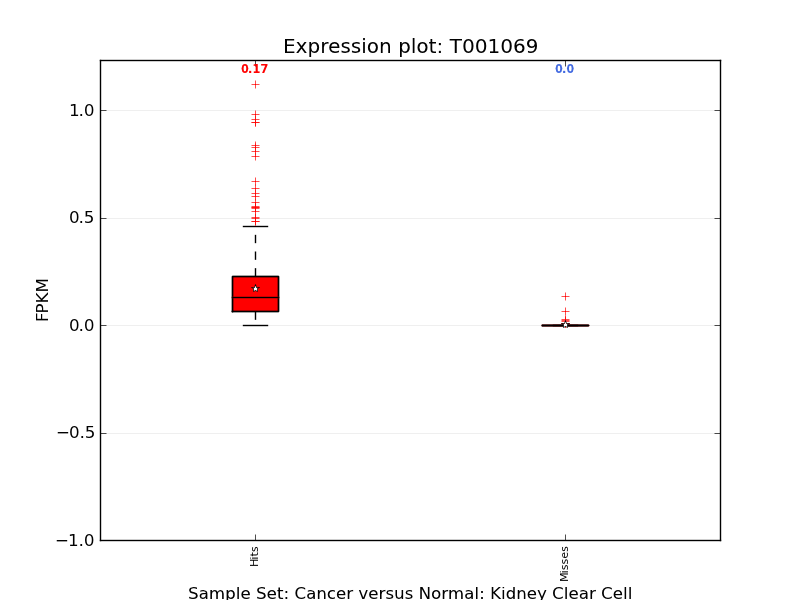 Expression plot: T001069
0.17
0.0
1.0
0.5
0.0
−0.5
−1.0
FPKM
Hits
Misses
Sample Set: Cancer versus Normal: Kidney Clear Cell